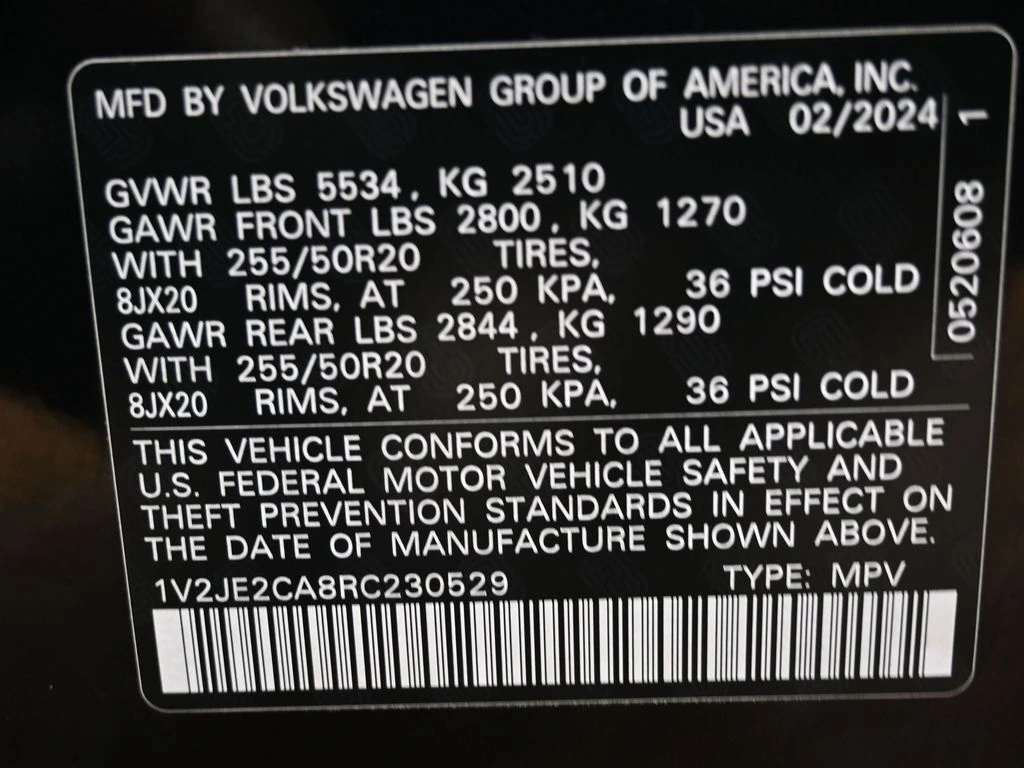 MFD BY VOLKSWAGEN GROUP OF AMERICA, INC.
USA 02/2024
GVWR LBS 5534, KG 2510
GAWR FRONT LBS 2800, KG 1270
WITH 255/50R20 TIRES,
8JX20 RIMS, AT 250 KPA, 36 PSI COLD
GAWR REAR LBS 2844, KG 1290
WITH 255/50R20 TIRES,
8JX20 RIMS, AT 250 KPA, 36 PSI COLD
THIS VEHICLE CONFORMS TO ALL APPLICABLE
U.S. FEDERAL MOTOR VEHICLE SAFETY AND
THEFT PREVENTION STANDARDS IN EFFECT ON
THE DATE OF MANUFACTURE SHOWN ABOVE.
1V2JE2CA8RC230529 TYPE: MPV
0520608 1